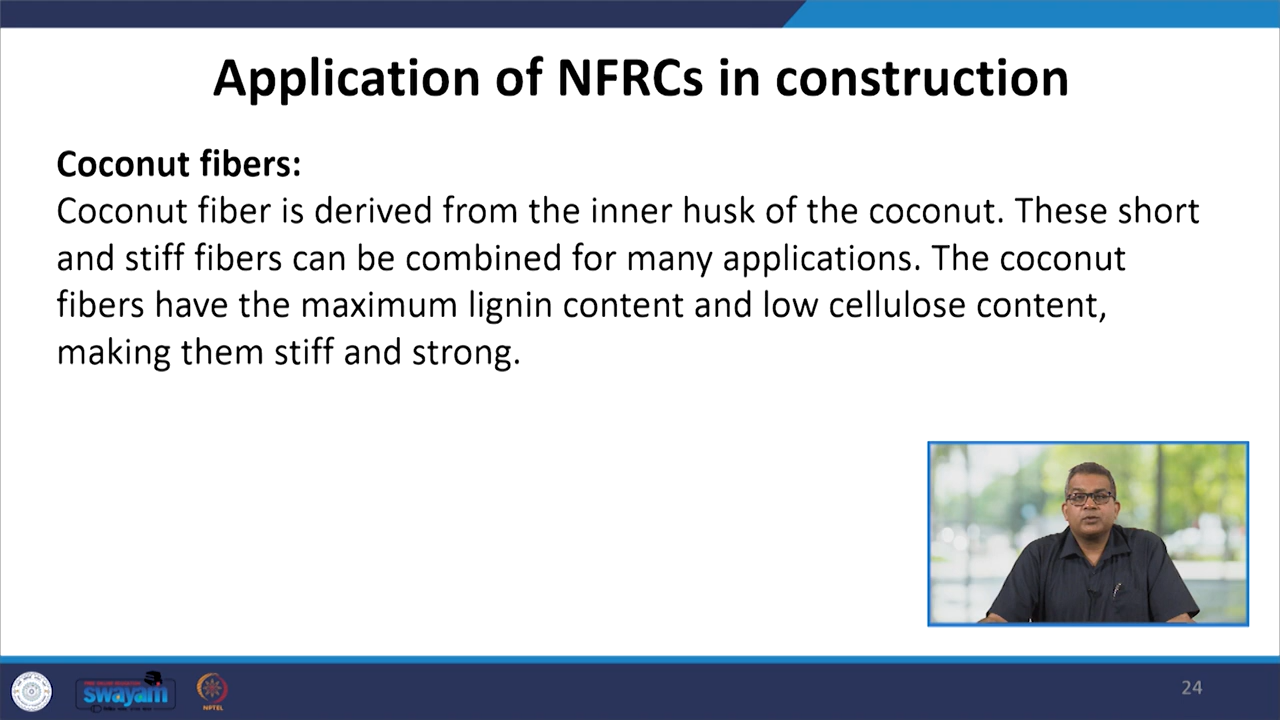 Application of NFRCs in construction
Coconut fibers:
Coconut fiber is derived from the inner husk of the coconut. These short
and stiff fibers can be combined for many applications. The coconut
fibers have the maximum lignin content and low cellulose content,
making them stiff and strong.
swayam
NPTEL
24